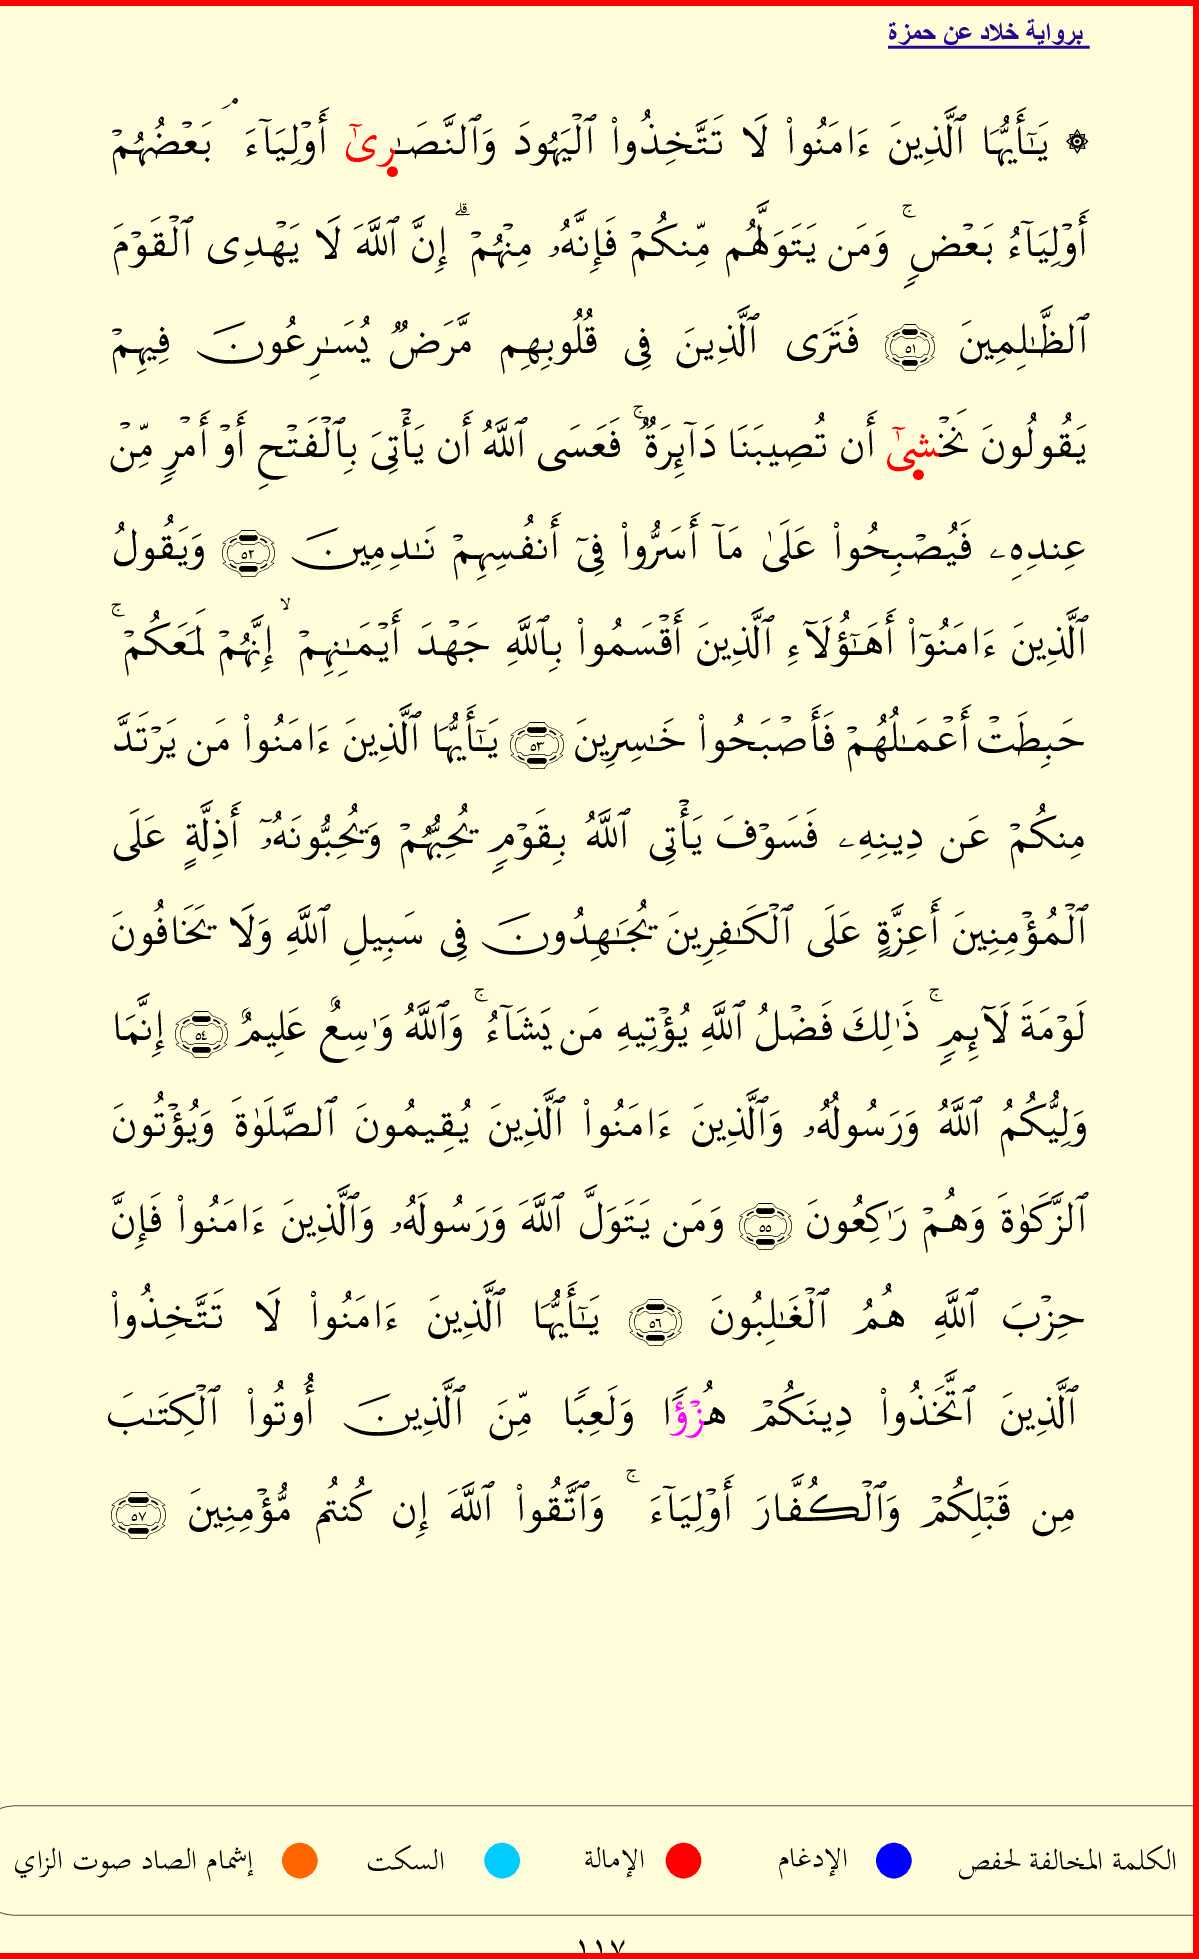 برواية خلاد عن حمزة
۞ يَـٰٓأَيُّهَا ٱلَّذِينَ ءَامَنُوا۟ لَا تَتَّخِذُوا۟ ٱلْيَهُودَ وَٱلنَّصَـٰرِىٰٓ أَوْلِيَآءَ ۘ بَعْضُهُمْ
أَوْلِيَآءُ بَعْضٍ ۚ وَمَن يَتَوَلَّهُم مِّنكُمْ فَإِنَّهُۥ مِنْهُمْ ۗ إِنَّ ٱللَّهَ لَا يَهْدِى ٱلْقَوْمَ
ٱلظَّـٰلِمِينَ ٥١ فَتَرَى ٱلَّذِينَ فِى قُلُوبِهِم مَّرَضٌ يُسَـٰرِعُونَ فِيهِمْ
يَقُولُونَ نَخْشِىٰٓ أَن تُصِيبَنَا دَآئِرَةٌ ۚ فَعَسَى ٱللَّهُ أَن يَأْتِىَ بِٱلْفَتْحِ أَوْ أَمْرٍ مِّنْ
عِندِهِۦ فَيُصْبِحُوا۟ عَلَىٰ مَآ أَسَرُّوا۟ فِىٓ أَنفُسِهِمْ نَـٰدِمِينَ ٥٢ وَيَقُولُ
ٱلَّذِينَ ءَامَنُوٓا۟ أَهَـٰٓؤُلَآءِ ٱلَّذِينَ أَقْسَمُوا۟ بِٱللَّهِ جَهْدَ أَيْمَـٰنِهِمْ ۙ إِنَّهُمْ لَمَعَكُمْ ۚ
حَبِطَتْ أَعْمَـٰلُهُمْ فَأَصْبَحُوا۟ خَـٰسِرِينَ ٥٣ يَـٰٓأَيُّهَا ٱلَّذِينَ ءَامَنُوا۟ مَن يَرْتَدَّ
مِنكُمْ عَن دِينِهِۦ فَسَوْفَ يَأْتِى ٱللَّهُ بِقَوْمٍ يُحِبُّهُمْ وَيُحِبُّونَهُۥٓ أَذِلَّةٍ عَلَى
ٱلْمُؤْمِنِينَ أَعِزَّةٍ عَلَى ٱلْكَـٰفِرِينَ يُجَـٰهِدُونَ فِى سَبِيلِ ٱللَّهِ وَلَا يَخَافُونَ
لَوْمَةَ لَآئِمٍ ۚ ذَٰلِكَ فَضْلُ ٱللَّهِ يُؤْتِيهِ مَن يَشَآءُ ۚ وَٱللَّهُ وَٰسِعٌ عَلِيمٌ ٥٤ إِنَّمَا
وَلِيُّكُمُ ٱللَّهُ وَرَسُولُهُۥ وَٱلَّذِينَ ءَامَنُوا۟ ٱلَّذِينَ يُقِيمُونَ ٱلصَّلَوٰةَ وَيُؤْتُونَ
ٱلزَّكَوٰةَ وَهُمْ رَٰكِعُونَ ٥٥ وَمَن يَتَوَلَّ ٱللَّهَ وَرَسُولَهُۥ وَٱلَّذِينَ ءَامَنُوا۟ فَإِنَّ
حِزْبَ ٱللَّهِ هُمُ ٱلْغَـٰلِبُونَ ٥٦ يَـٰٓأَيُّهَا ٱلَّذِينَ ءَامَنُوا۟ لَا تَتَّخِذُوا۟
ٱلَّذِينَ ٱتَّخَذُوا۟ دِينَكُمْ هُزْؤًا وَلَعِبًا مِّنَ ٱلَّذِينَ أُوتُوا۟ ٱلْكِتَـٰبَ
مِن قَبْلِكُمْ وَٱلْكُفَّارَ أَوْلِيَآءَ ۚ وَٱتَّقُوا۟ ٱللَّهَ إِن كُنتُم مُّؤْمِنِينَ ٥٧
الكلمة المخالفة لحفص الإدغام الإمالة السكت إشمام الصاد صوت الزاي
١١٧